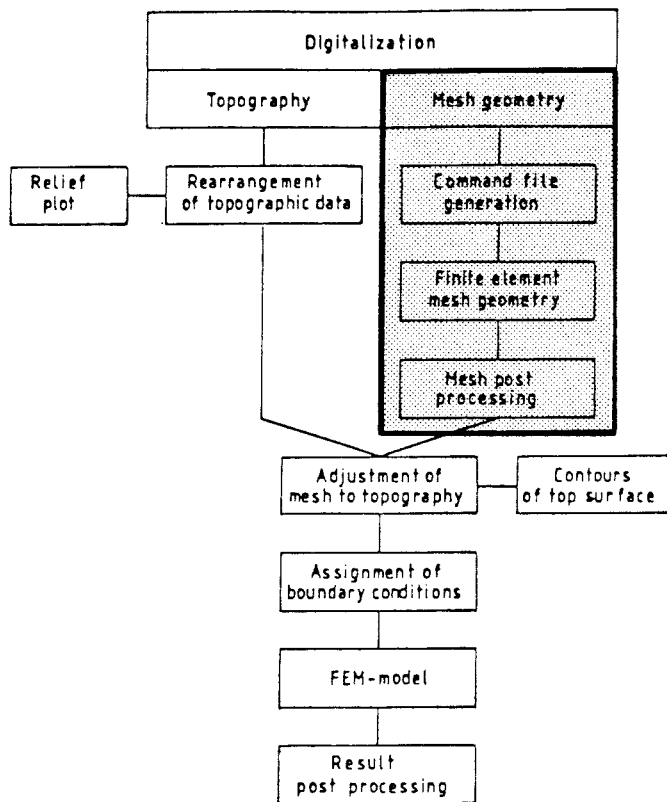 Digitalization
Topography
Mesh geometry
Relief
plot
Rearrangement
of topographic data
Command file
generation
Finite element
mesh geometry
Mesh post
processing
Adjustment of
mesh to topography
Contours
of top surface
Assignment of
boundary conditions
FEM-model
Result
post processing